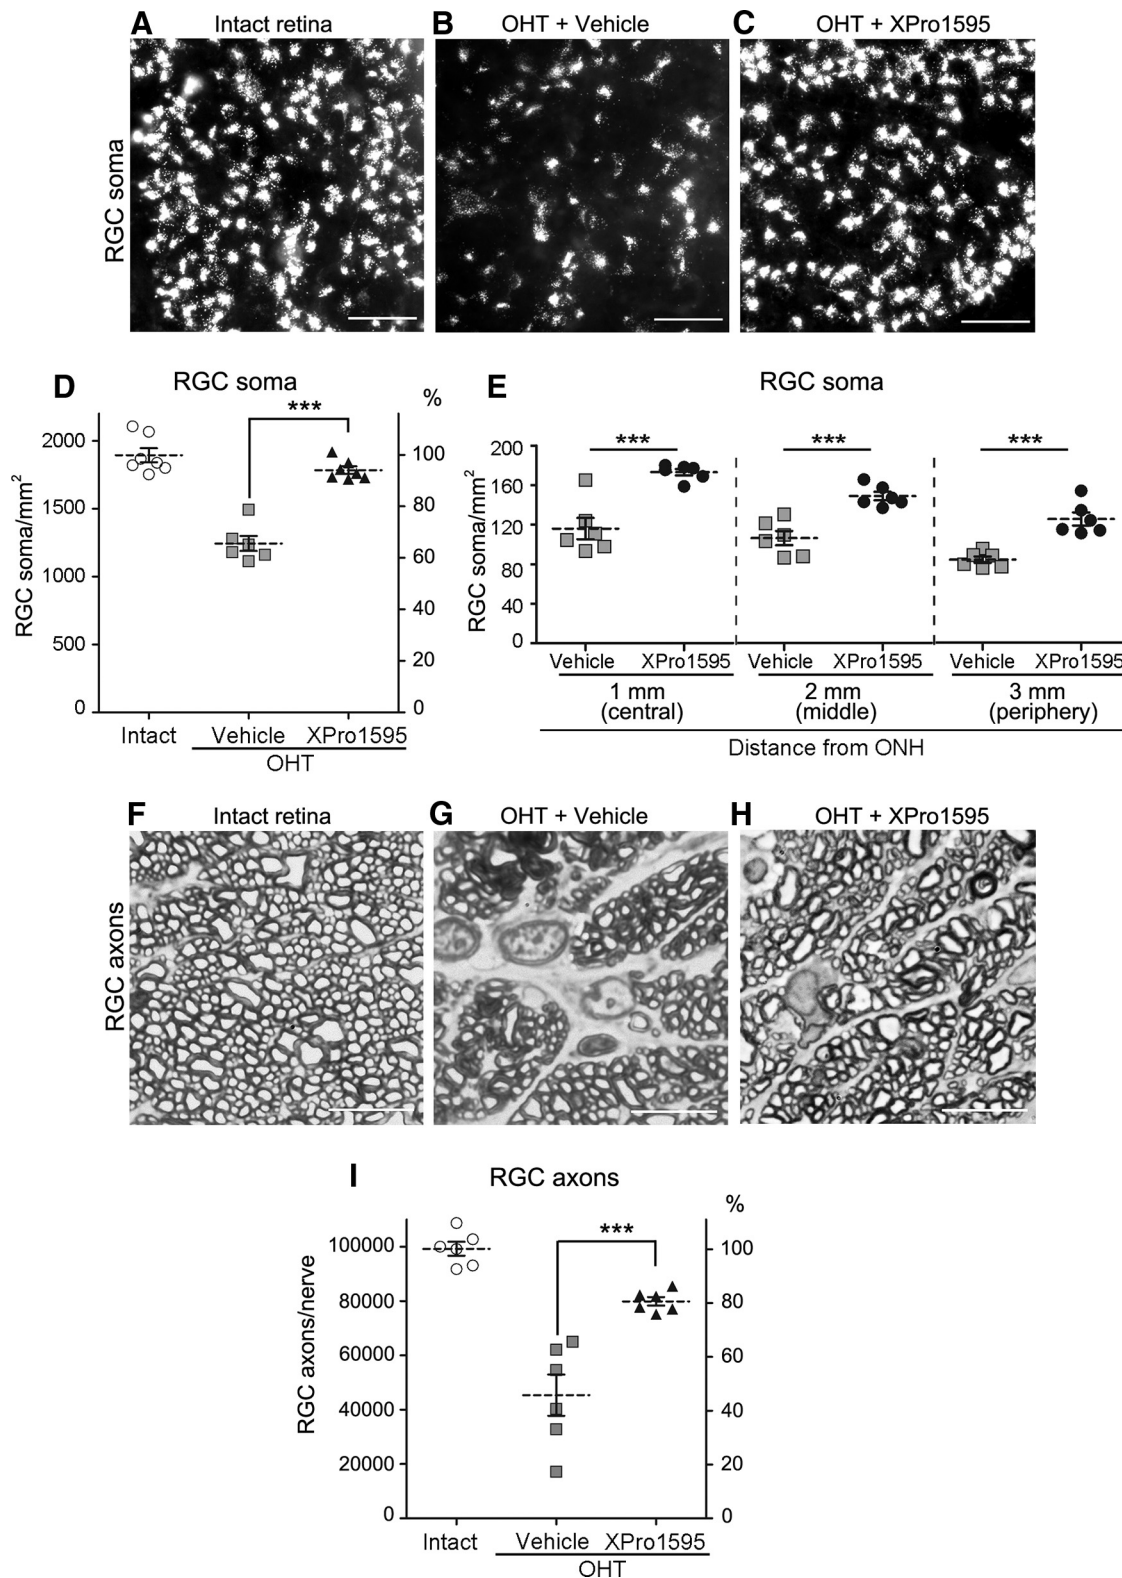 A Intact retina
B OHT + Vehicle
C OHT + XPro1595
RGC soma
D RGC soma
%
***
RGC soma/mm²
2000
1500
1000
500
0
100
80
60
40
20
0
Intact Vehicle XPro1595
OHT
E RGC soma
*** *** ***
RGC soma/mm²
200
160
120
80
40
0
Vehicle XPro1595 Vehicle XPro1595 Vehicle XPro1595
1 mm 2 mm 3 mm
(central) (middle) (periphery)
Distance from ONH
F Intact retina
G OHT + Vehicle
H OHT + XPro1595
RGC axons
I RGC axons
%
***
RGC axons/nerve
100000
80000
60000
40000
20000
0
100
80
60
40
20
0
Intact Vehicle XPro1595
OHT